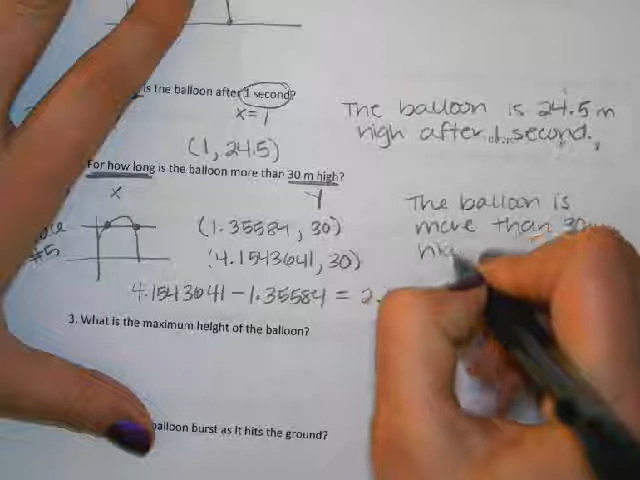 is the balloon after 1 second?
x=1
The balloon is 24.5 m
high after 1 second.
(1, 24.5)
For how long is the balloon more than 30 m high?
x
y
The balloon is
more than 30
#5
(1.35584, 30)
(4.1543641, 30)
4.1543641 - 1.35584 = 2.
3. What is the maximum height of the balloon?
balloon burst as it hits the ground?